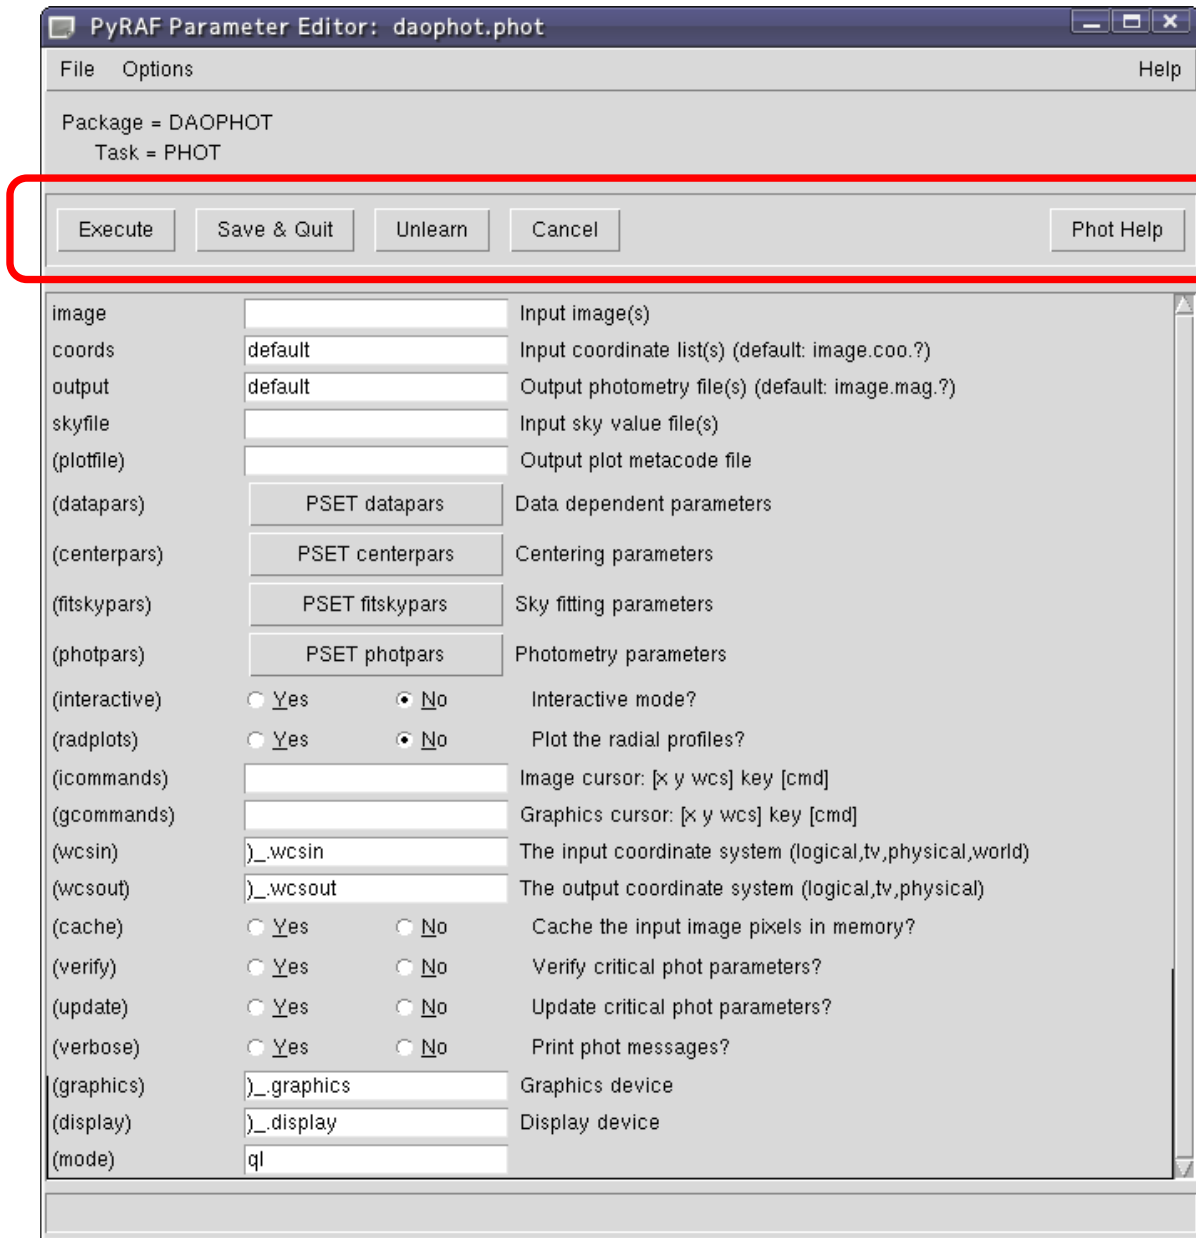 PyRAF Parameter Editor: daophot.phot
File Options Help
Package = DAOPHOT
Task = PHOT
Execute Save & Quit Unlearn Cancel Phot Help
image Input image(s)
coords default Input coordinate list(s) (default: image.coo.?)
output default Output photometry file(s) (default: image.mag.?)
skyfile Input sky value file(s)
(plotfile) Output plot metacode file
(datapars) PSET datapars Data dependent parameters
(centerpars) PSET centerpars Centering parameters
(fitskypars) PSET fitskypars Sky fitting parameters
(photpars) PSET photpars Photometry parameters
(interactive) Yes No Interactive mode?
(radplots) Yes No Plot the radial profiles?
(icommands) Image cursor: [x y wcs] key [cmd]
(gcommands) Graphics cursor: [x y wcs] key [cmd]
(wcsin) )_.wcsin The input coordinate system (logical,tv,physical,world)
(wcsout) )_.wcsout The output coordinate system (logical,tv,physical)
(cache) Yes No Cache the input image pixels in memory?
(verify) Yes No Verify critical phot parameters?
(update) Yes No Update critical phot parameters?
(verbose) Yes No Print phot messages?
(graphics) )_.graphics Graphics device
(display) )_.display Display device
(mode) ql